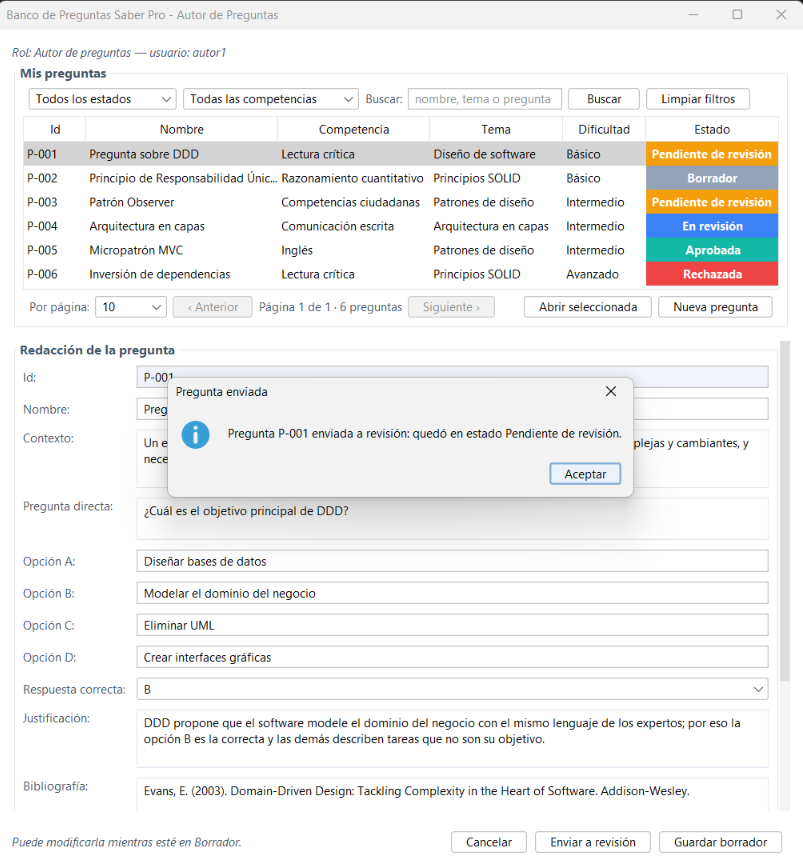 Banco de Preguntas Saber Pro - Autor de Preguntas
Rol: Autor de preguntas — usuario: autor1
Mis preguntas
Todos los estados Todas las competencias Buscar: nombre, tema o pregunta Buscar Limpiar filtros
Id Nombre Competencia Tema Dificultad Estado
P-001 Pregunta sobre DDD Lectura crítica Diseño de software Básico Pendiente de revisión
P-002 Principio de Responsabilidad Únic... Razonamiento cuantitativo Principios SOLID Básico Borrador
P-003 Patrón Observer Competencias ciudadanas Patrones de diseño Intermedio Pendiente de revisión
P-004 Arquitectura en capas Comunicación escrita Arquitectura en capas Intermedio En revisión
P-005 Micropatrón MVC Inglés Patrones de diseño Intermedio Aprobada
P-006 Inversión de dependencias Lectura crítica Principios SOLID Avanzado Rechazada
Por página: 10 ‹ Anterior Página 1 de 1 · 6 preguntas Siguiente › Abrir seleccionada Nueva pregunta
Redacción de la pregunta
Id: P-001
Nombre: Preg
Contexto: Un e plejas y cambiantes, y
nece
Pregunta enviada
Pregunta P-001 enviada a revisión: quedó en estado Pendiente de revisión.
Aceptar
Pregunta directa: ¿Cuál es el objetivo principal de DDD?
Opción A: Diseñar bases de datos
Opción B: Modelar el dominio del negocio
Opción C: Eliminar UML
Opción D: Crear interfaces gráficas
Respuesta correcta: B
Justificación: DDD propone que el software modele el dominio del negocio con el mismo lenguaje de los expertos; por eso la
opción B es la correcta y las demás describen tareas que no son su objetivo.
Bibliografía: Evans, E. (2003). Domain-Driven Design: Tackling Complexity in the Heart of Software. Addison-Wesley.
Puede modificarla mientras esté en Borrador. Cancelar Enviar a revisión Guardar borrador